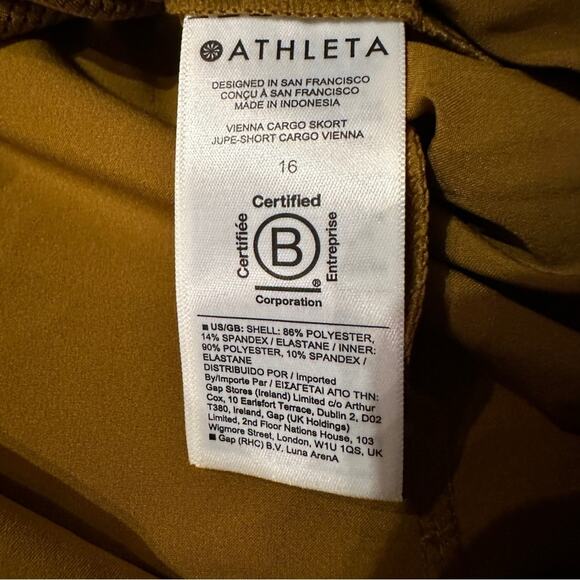 ATHLETA
DESIGNED IN SAN FRANCISCO
CONÇU À SAN FRANCISCO
MADE IN INDONESIA
VIENNA CARGO SKORT
JUPE-SHORT CARGO VIENNA
16
Certified
Certifiée
B
Entreprise
®
Corporation
■ US/GB: SHELL: 86% POLYESTER,
14% SPANDEX / ELASTANE / INNER:
90% POLYESTER, 10% SPANDEX /
ELASTANE
DISTRIBUIDO POR / Imported
By/Importe Par / ΕΙΣΑΓΕΤΑΙ ΑΠΟ ΤΗΝ:
Gap Stores (Ireland) Limited c/o Arthur
Cox, 10 Earlsfort Terrace, Dublin 2, D02
T380, Ireland, Gap (UK Holdings)
Limited, 2nd Floor Nations House, 103
Wigmore Street, London, W1U 1QS, UK
■ Gap (RHC) B.V. Luna ArenA